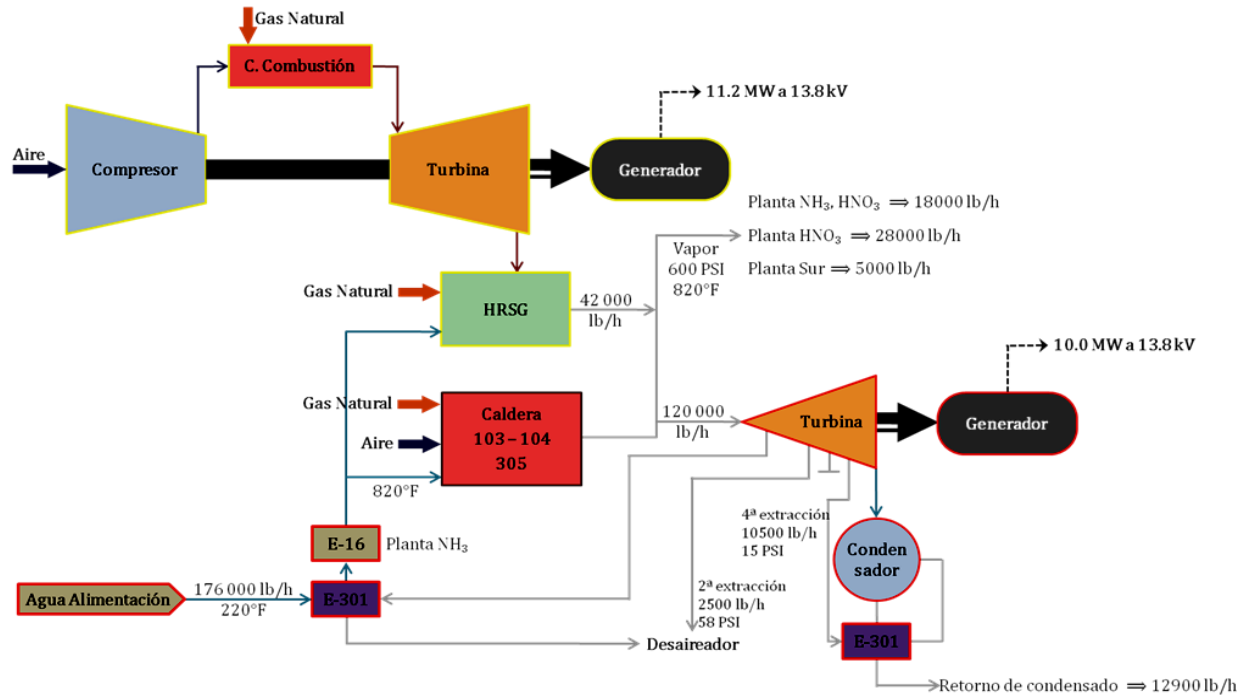 Gas Natural
C. Combustión
11.2 MW a 13.8 kV
Aire
Compresor
Turbina
Generador
Planta NH₃, HNO₃ ⟹ 18000 lb/h
Planta HNO₃ ⟹ 28000 lb/h
Planta Sur ⟹ 5000 lb/h
Vapor
600 PSI
820°F
Gas Natural
HRSG
42 000
lb/h
10.0 MW a 13.8 kV
Gas Natural
Aire
Caldera
103 – 104
305
820°F
120 000
lb/h
Turbina
Generador
4ª extracción
10500 lb/h
15 PSI
Conden
sador
E-16
Planta NH₃
Agua Alimentación
176 000 lb/h
220°F
E-301
2ª extracción
2500 lb/h
58 PSI
Desaireador
E-301
Retorno de condensado ⟹ 12900 lb/h